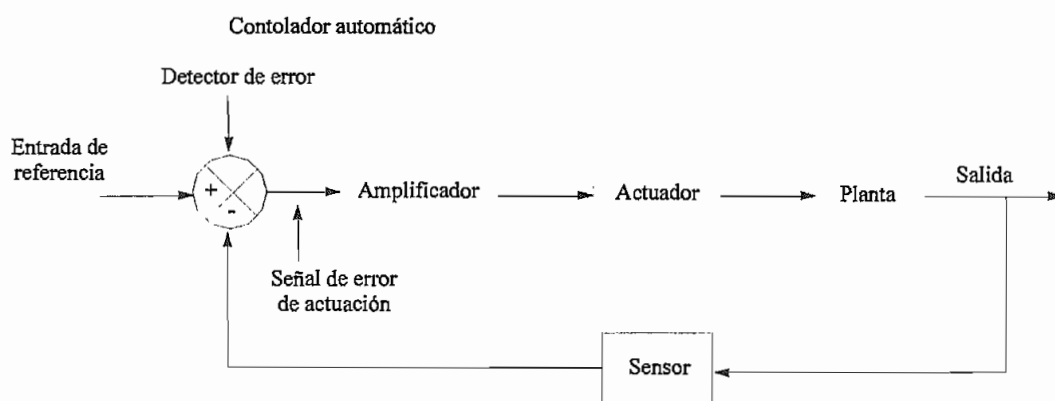 Contolador automático
Detector de error
Entrada de
referencia
+
-
Amplificador
Actuador
Planta
Salida
Señal de error
de actuación
Sensor